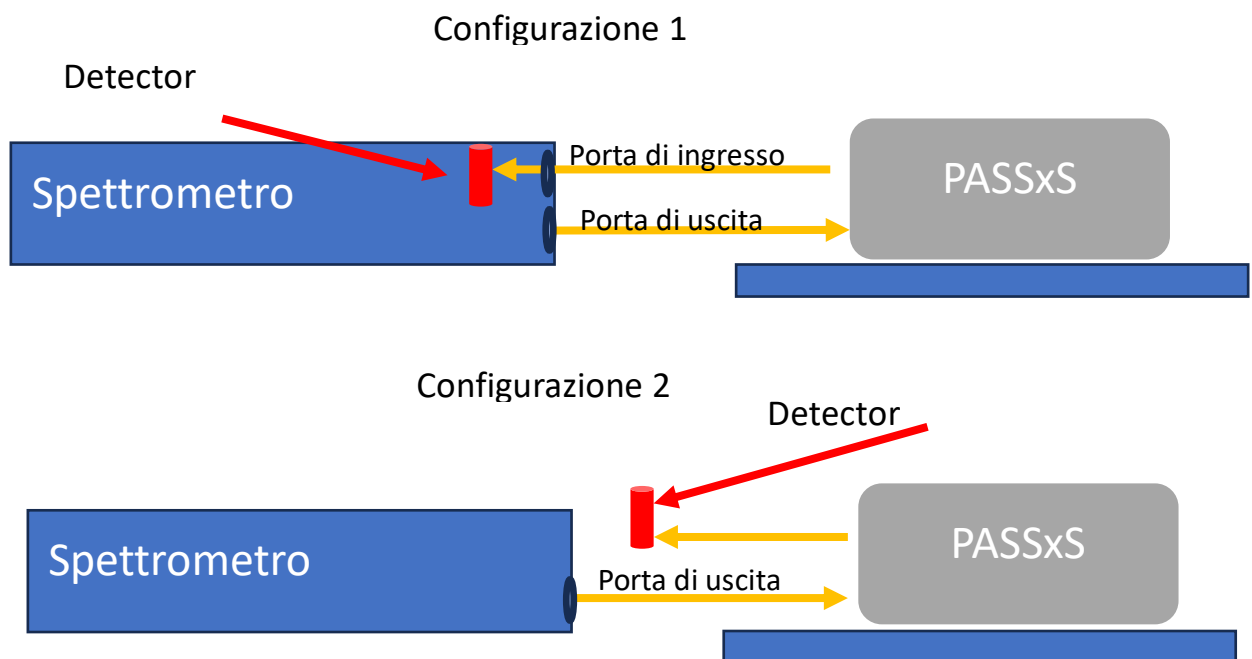 Configurazione 1
Detector
Porta di ingresso
Spettrometro
PASSxS
Porta di uscita
Configurazione 2
Detector
Spettrometro
PASSxS
Porta di uscita